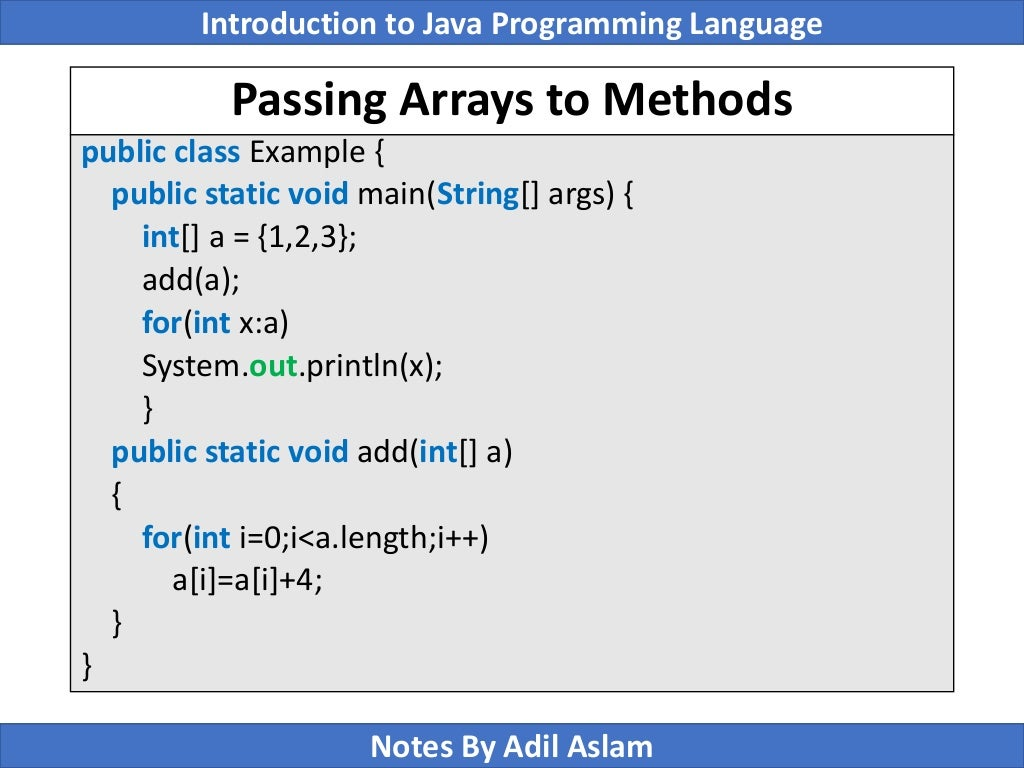 Introduction to Java Programming Language
Passing Arrays to Methods
public class Example {
public static void main(String[] args) {
int[] a = {1,2,3};
add(a);
for(int x:a)
System.out.println(x);
}
public static void add(int[] a)
{
for(int i=0;i<a.length;i++)
a[i]=a[i]+4;
}
}
Notes By Adil Aslam